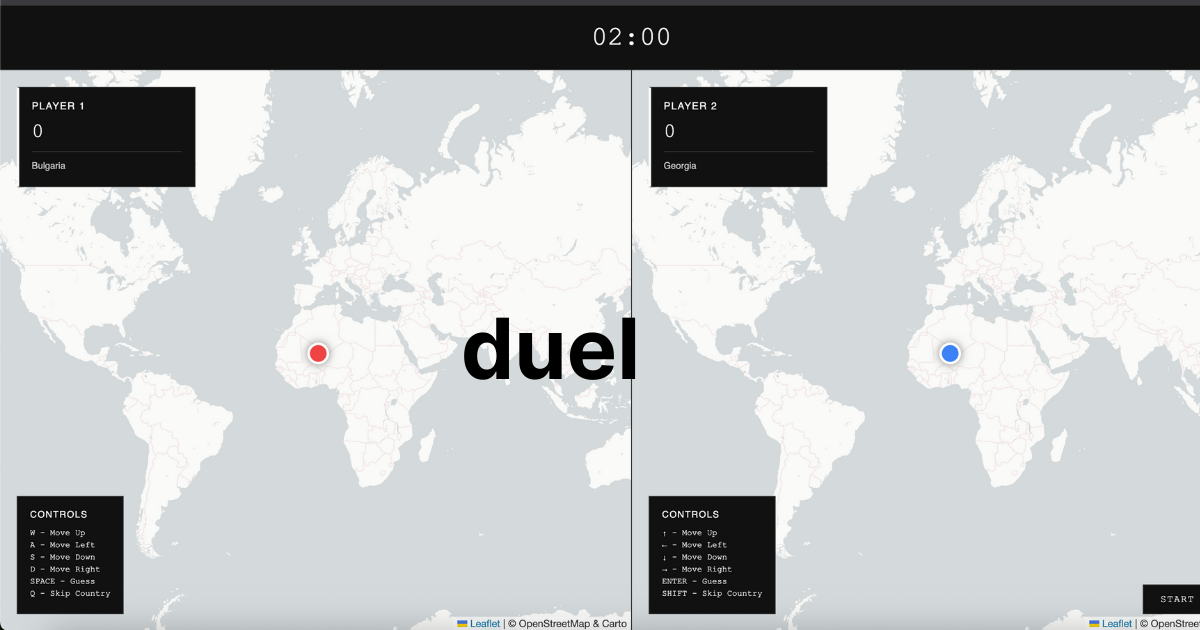 02:00
PLAYER 1
0
Bulgaria
PLAYER 2
0
Georgia
duel
CONTROLS
W - Move Up
A - Move Left
S - Move Down
D - Move Right
SPACE - Guess
Q - Skip Country
CONTROLS
↑ - Move Up
← - Move Left
↓ - Move Down
→ - Move Right
ENTER - Guess
SHIFT - Skip Country
START
Leaflet | © OpenStreetMap & Carto
Leaflet | © OpenStreetMap & Carto